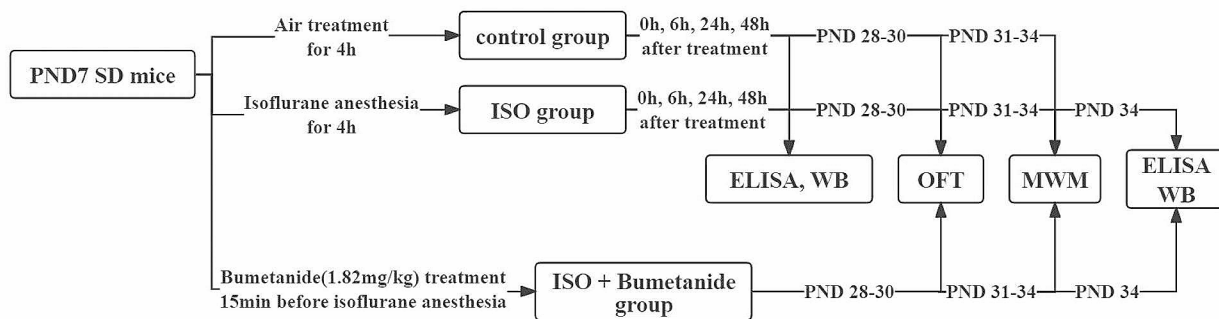 Air treatment
for 4h
control group
0h, 6h, 24h, 48h
after treatment
PND 28-30
PND 31-34
PND7 SD mice
Isoflurane anesthesia
for 4h
ISO group
0h, 6h, 24h, 48h
after treatment
PND 28-30
PND 31-34
PND 34
ELISA, WB
OFT
MWM
ELISA
WB
Bumetanide(1.82mg/kg) treatment
15min before isoflurane anesthesia
ISO + Bumetanide
group
PND 28-30
PND 31-34
PND 34